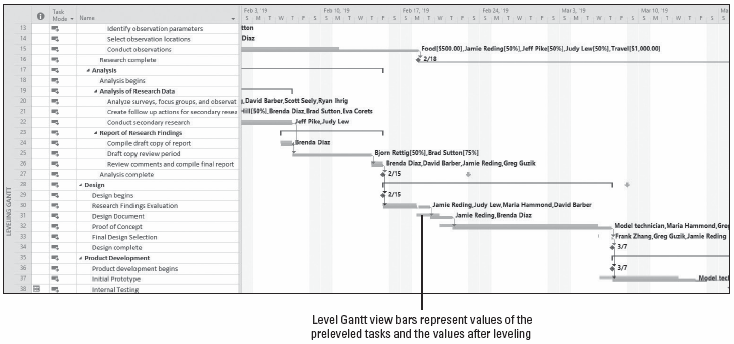 Feb 3, '19 Feb 10, '19 Feb 17, '19 Feb 24, '19 Mar 3, '19 Mar 10, '19 Ma
Task Mode Name S M T W T F S S M T W T F S S M T W T F S S M T W T F S S M T W T F S S M T W T F S S M
13 Identify observation parameters tton
14 Select observation locations Diaz
15 Conduct observations Food[$500.00],Jamie Reding[50%],Jeff Pike[50%],Judy Lew[50%],Travel[$1,000.00]
16 Research complete 2/18
17 Analysis
18 Analysis begins
19 Analysis of Research Data
20 Analyze surveys, focus groups, and observat s,David Barber,Scott Seely,Ryan Ihrig
21 Create follow up actions for secondary resea Hill[50%],Brenda Diaz,Brad Sutton,Eva Corets
22 Conduct secondary research Jeff Pike,Judy Lew
23 Report of Research Findings
24 Compile draft copy of report Brenda Diaz
25 Draft copy review period Bjorn Rettig[50%],Brad Sutton[75%]
26 Review comments and compile final report Brenda Diaz,David Barber,Jamie Reding,Greg Guzik
27 Analysis complete 2/15
28 Design
29 Design begins 2/15
30 Research Findings Evaluation Jamie Reding,Judy Lew,Maria Hammond,David Barber
31 Design Document Jamie Reding,Brenda Diaz
32 Proof of Concept Model technician,Maria Hammond,Greg
33 Final Design Selection Frank Zhang,Greg Guzik,Jamie Reding
34 Design complete 3/7
35 Product Development
36 Product development begins 3/7
37 Initial Prototype Model tech
38 Internal Testing
LEVELING GANTT
Level Gantt view bars represent values of the
preleveled tasks and the values after leveling